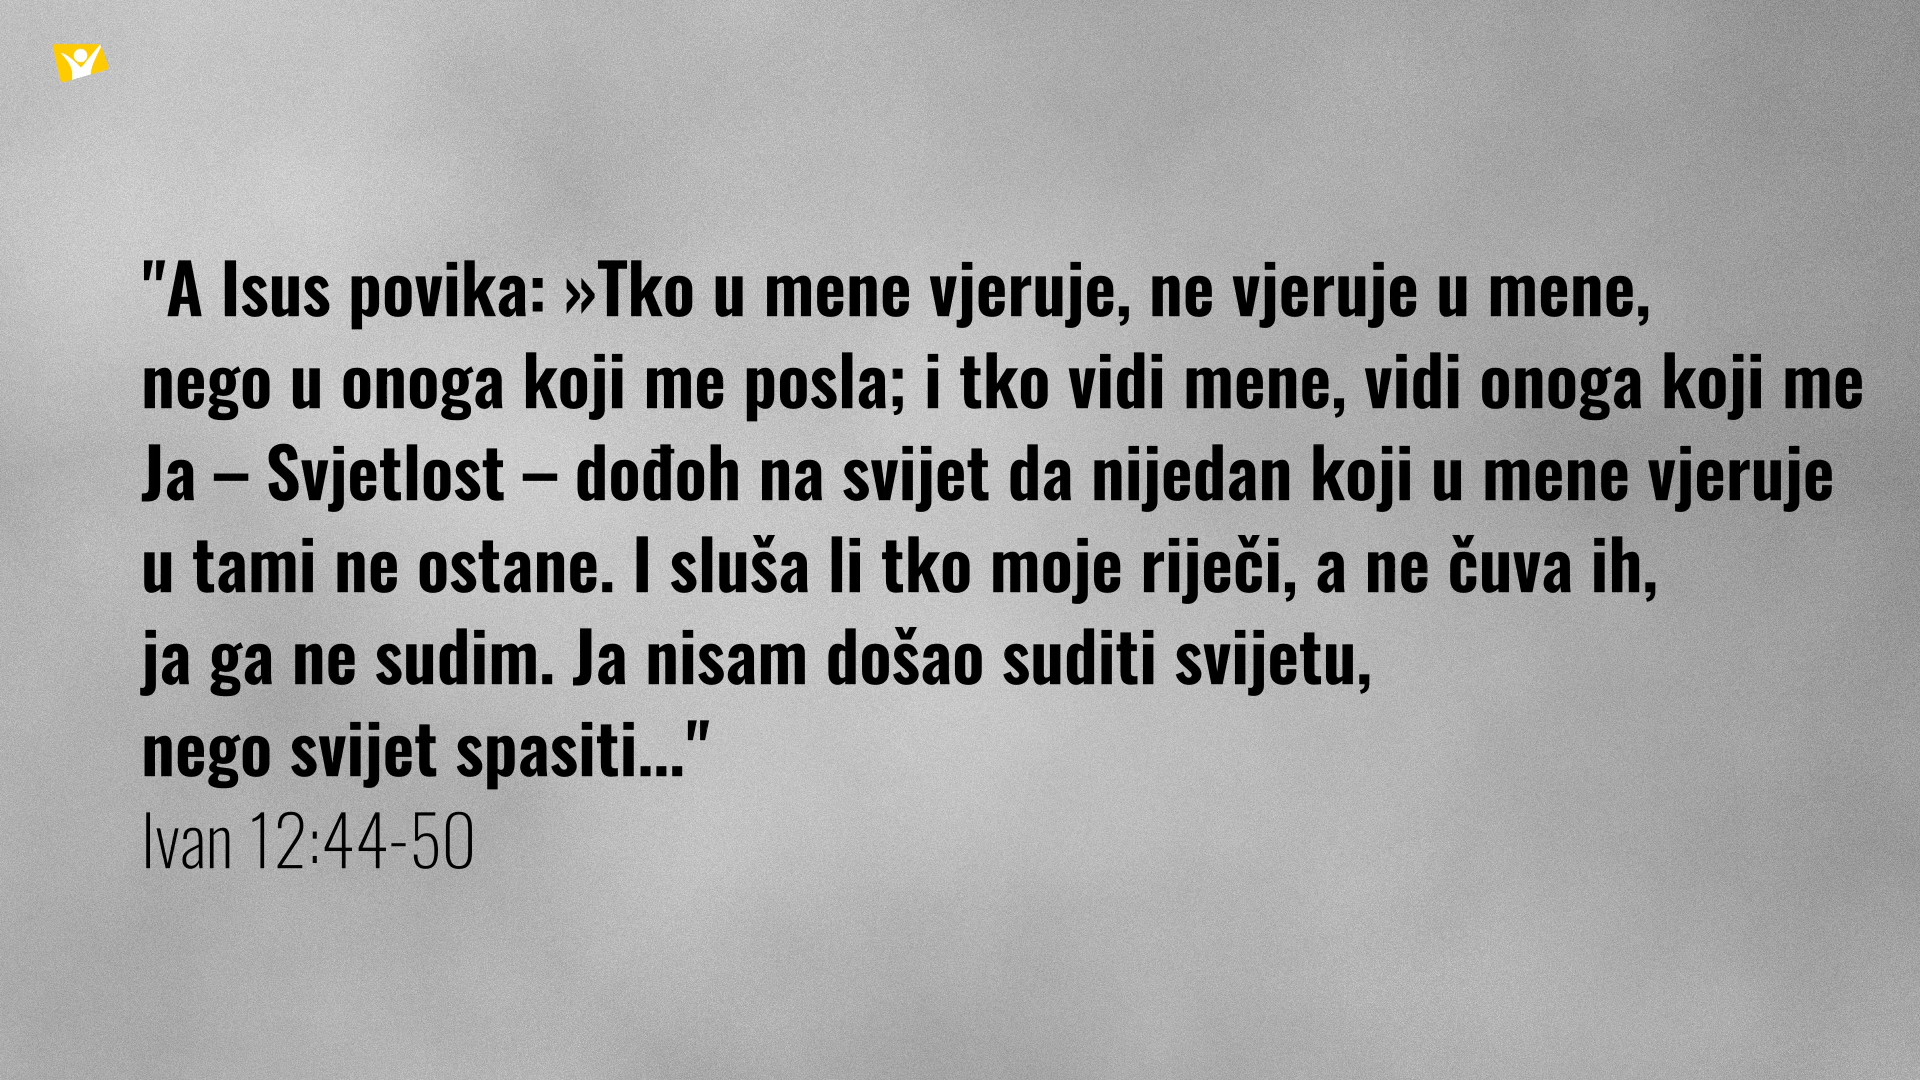 "A Isus povika: »Tko u mene vjeruje, ne vjeruje u mene,
nego u onoga koji me posla; i tko vidi mene, vidi onoga koji me
Ja – Svjetlost – dođoh na svijet da nijedan koji u mene vjeruje
u tami ne ostane. I sluša li tko moje riječi, a ne čuva ih,
ja ga ne sudim. Ja nisam došao suditi svijetu,
nego svijet spasiti..."
Ivan 12:44-50